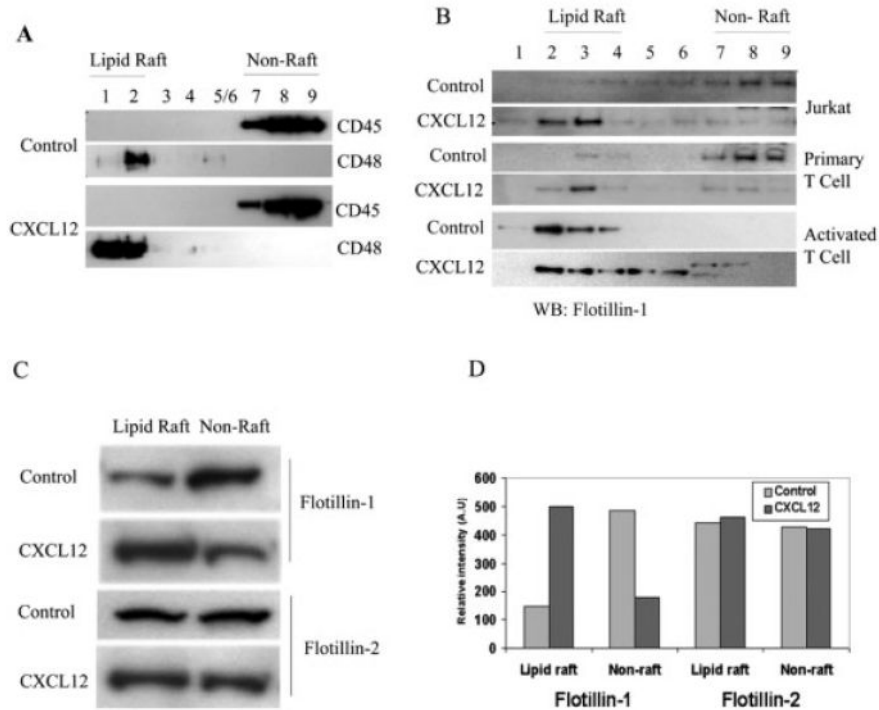 A
Lipid Raft Non-Raft
1 2 3 4 5/6 7 8 9
Control
CD45
CD48
CXCL12
CD45
CD48
B
Lipid Raft Non- Raft
1 2 3 4 5 6 7 8 9
Control
CXCL12
Jurkat
Control
CXCL12
Primary
T Cell
Control
CXCL12
Activated
T Cell
WB: Flotillin-1
C
Lipid Raft Non-Raft
Control
CXCL12
Flotillin-1
Control
CXCL12
Flotillin-2
D
Relative intensity (A.U)
600
500
400
300
200
100
0
Control
CXCL12
Lipid raft Non-raft Lipid raft Non-raft
Flotillin-1 Flotillin-2